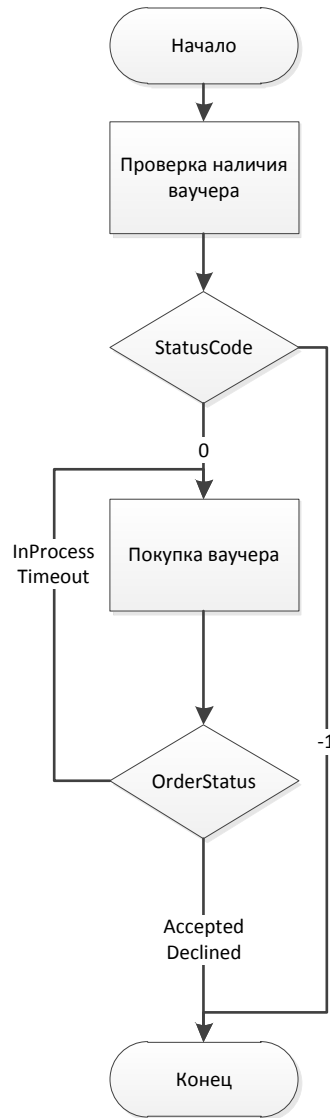 Начало
Проверка наличия
ваучера
StatusCode
0
InProcess
Timeout
Покупка ваучера
-1
OrderStatus
Accepted
Declined
Конец